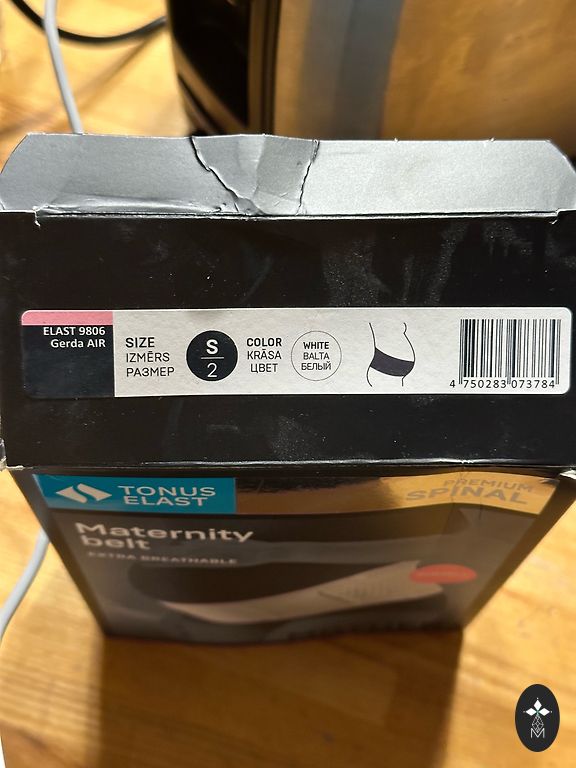 ELAST 9806
Gerda AIR
SIZE
IZMĒRS
РАЗМЕР
S
2
COLOR
KRĀSA
ЦВЕТ
WHITE
BALTA
БЕЛЫЙ
4 750283 073784
TONUS
ELAST
PREMIUM
SPINAL
Maternity
belt
EXTRA BREATHABLE
M